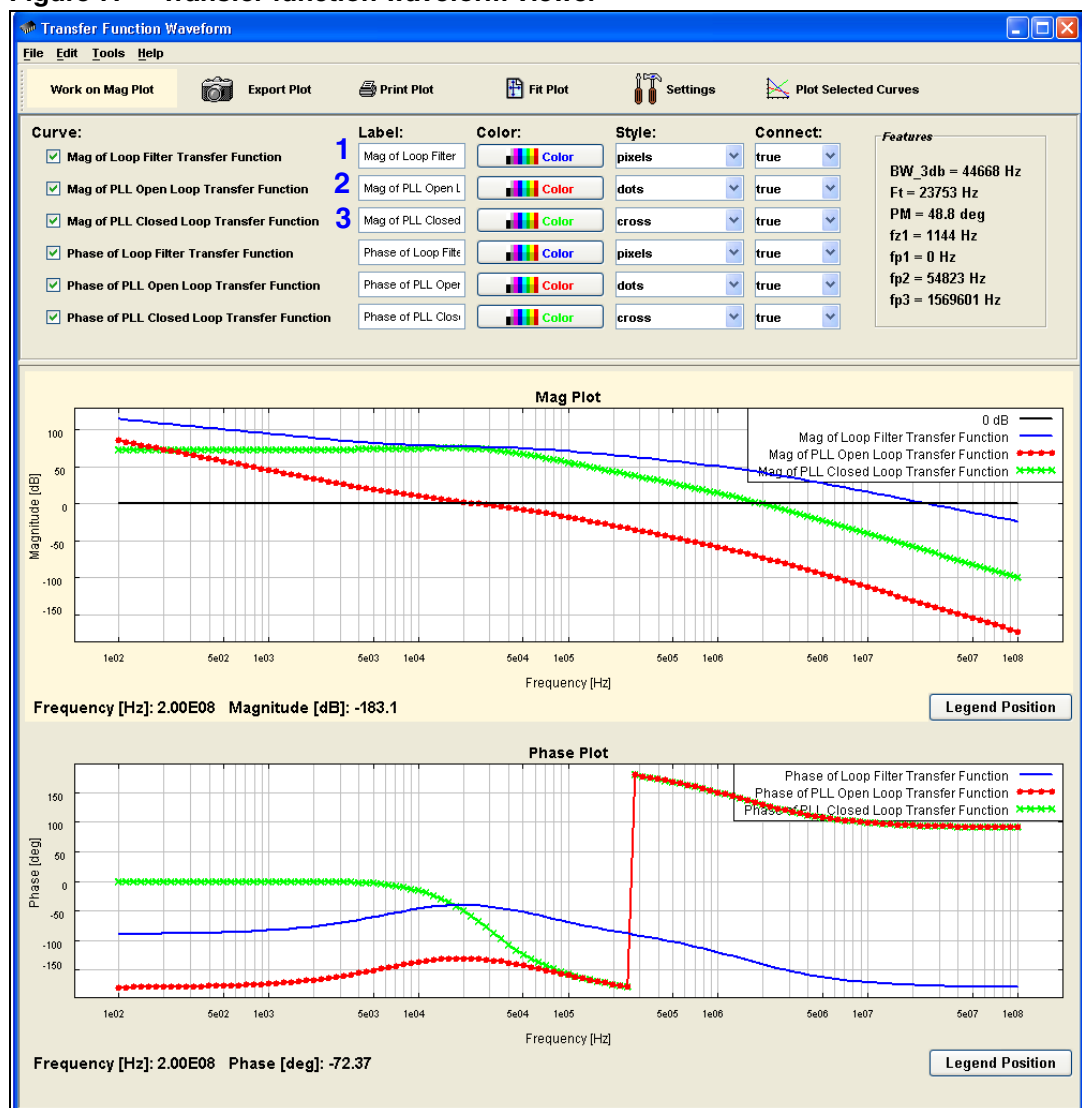 Transfer Function Waveform
File Edit Tools Help
Work on Mag Plot Export Plot Print Plot Fit Plot Settings Plot Selected Curves
Curve: Label: Color: Style: Connect: Features
Mag of Loop Filter Transfer Function 1 Mag of Loop Filter Color pixels true
Mag of PLL Open Loop Transfer Function 2 Mag of PLL Open L Color dots true
Mag of PLL Closed Loop Transfer Function 3 Mag of PLL Closed Color cross true
Phase of Loop Filter Transfer Function Phase of Loop Filte Color pixels true
Phase of PLL Open Loop Transfer Function Phase of PLL Oper Color dots true
Phase of PLL Closed Loop Transfer Function Phase of PLL Clos Color cross true
BW_3db = 44668 Hz
Ft = 23753 Hz
PM = 48.8 deg
fz1 = 1144 Hz
fp1 = 0 Hz
fp2 = 54823 Hz
fp3 = 1569601 Hz
Mag Plot
0 dB
Mag of Loop Filter Transfer Function
Mag of PLL Open Loop Transfer Function
Mag of PLL Closed Loop Transfer Function
Magnitude [dB]
100
50
0
-50
-100
-150
1e02 5e02 1e03 5e03 1e04 5e04 1e05 5e05 1e06 5e06 1e07 5e07 1e08
Frequency [Hz]
Frequency [Hz]: 2.00E08 Magnitude [dB]: -183.1
Legend Position
Phase Plot
Phase of Loop Filter Transfer Function
Phase of PLL Open Loop Transfer Function
Phase of PLL Closed Loop Transfer Function
Phase [deg]
150
100
50
0
-50
-100
-150
1e02 5e02 1e03 5e03 1e04 5e04 1e05 5e05 1e06 5e06 1e07 5e07 1e08
Frequency [Hz]
Frequency [Hz]: 2.00E08 Phase [deg]: -72.37
Legend Position